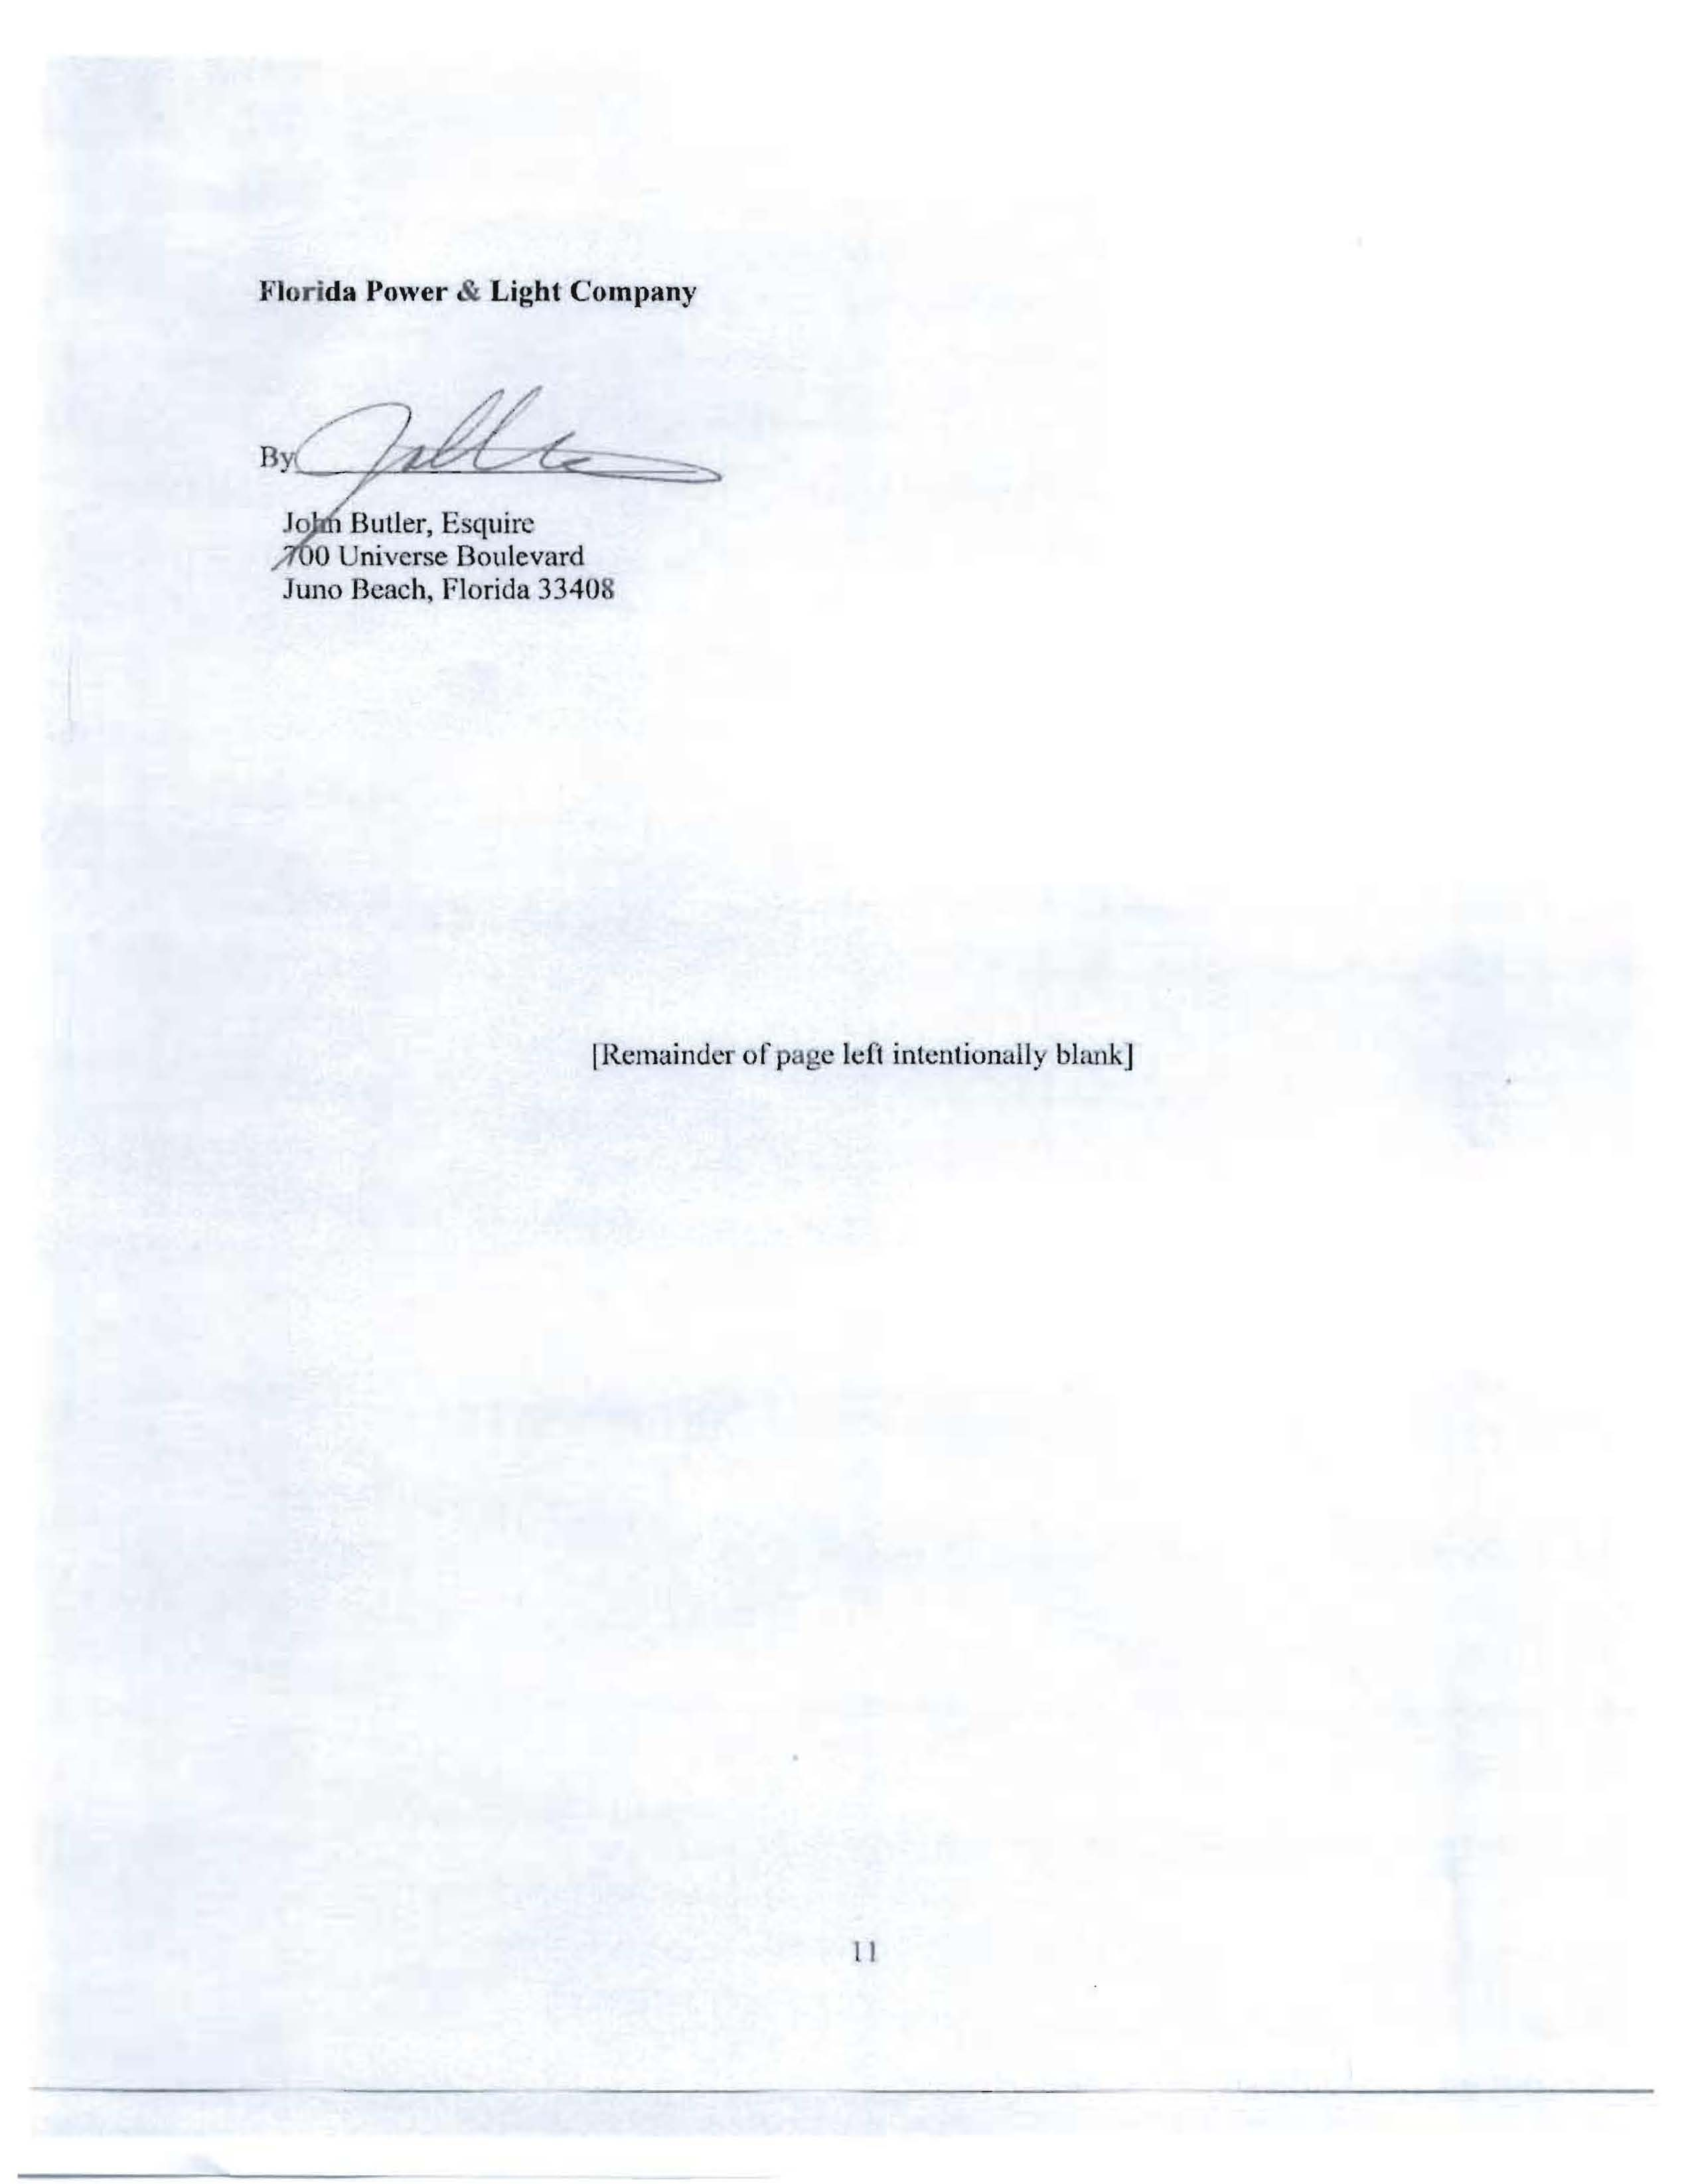 Florida Power & Light Company
By
John Butler, Esquire
700 Universe Boulevard
Juno Beach, Florida 33408
[Remainder of page left intentionally blank]
11